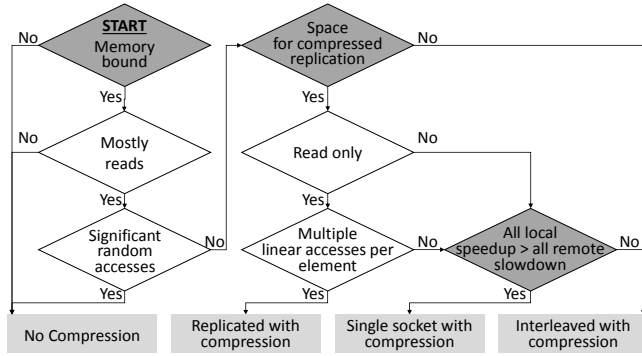 START
Memory
bound
No
Yes
Mostly
reads
No
Yes
Significant
random
accesses
No
Yes
No Compression
Space
for compressed
replication
No
Yes
Read only
No
Yes
Multiple
linear accesses per
element
No
Yes
Replicated with
compression
All local
speedup > all remote
slowdown
No
Yes
Single socket with
compression
Interleaved with
compression